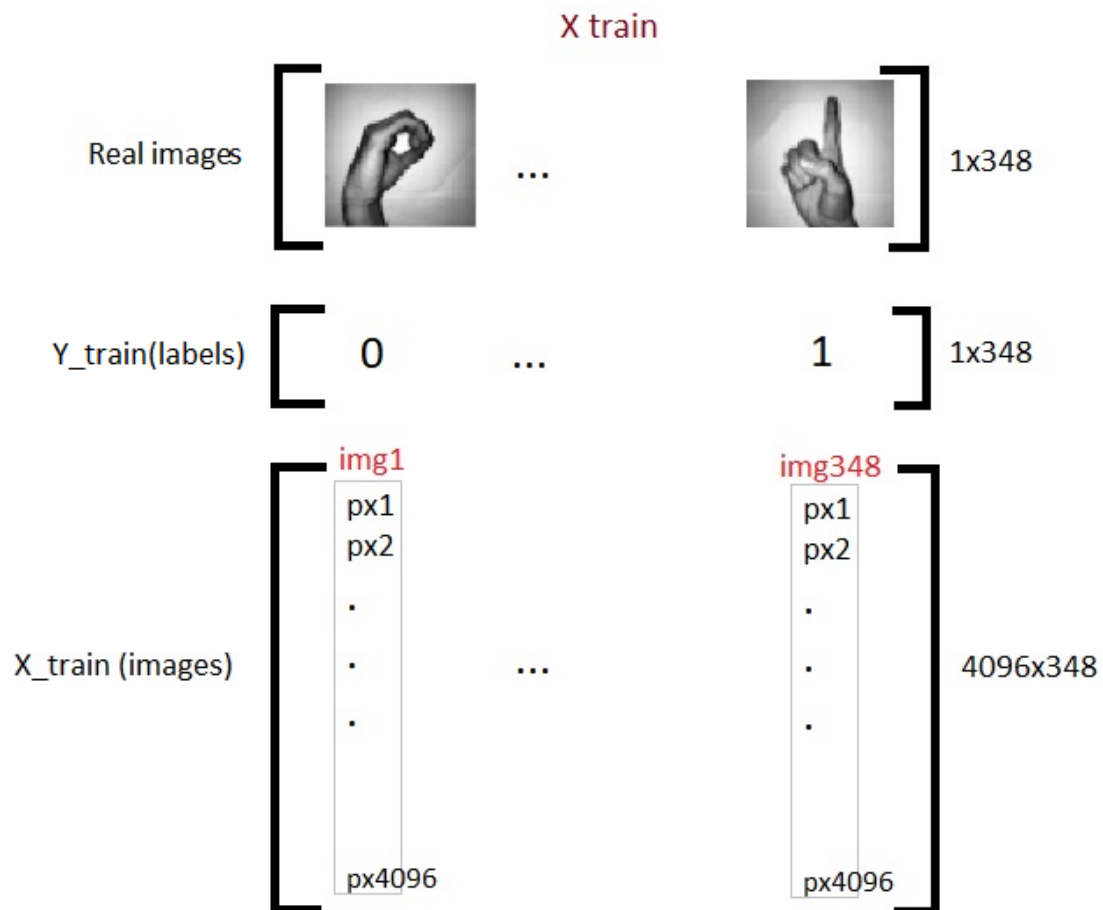 X train
Real images
...
1x348
Y_train(labels)
0
...
1
1x348
img1
img348
px1
px1
px2
px2
.
.
X_train (images)
.
...
.
4096x348
.
.
px4096
px4096